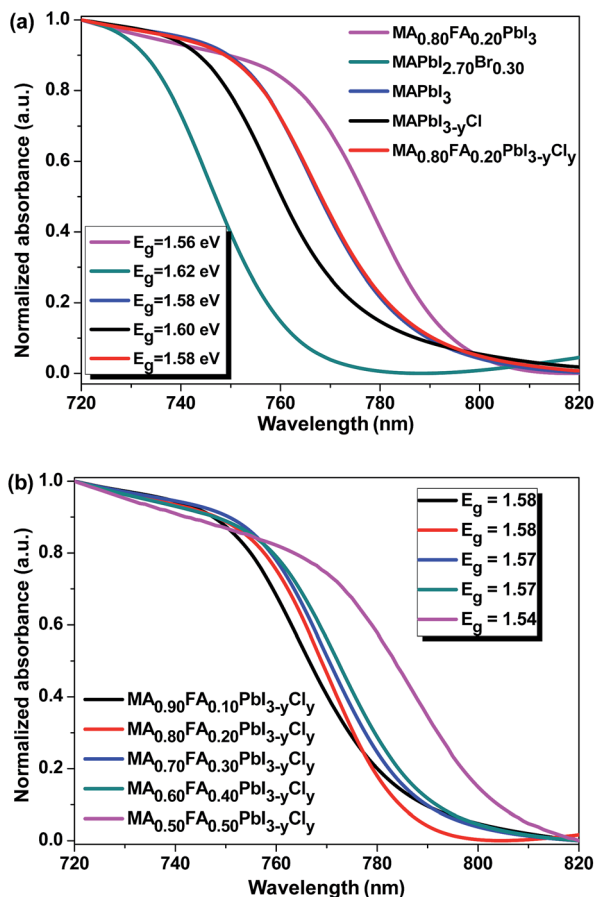 (a)
Normalized absorbance (a.u.)
1.0
0.8
0.6
0.4
0.2
0.0
MA0.80FA0.20PbI3
MAPbI2.70Br0.30
MAPbI3
MAPbI3-yCl
MA0.80FA0.20PbI3-yCly
Eg=1.56 eV
Eg=1.62 eV
Eg=1.58 eV
Eg=1.60 eV
Eg=1.58 eV
720 740 760 780 800 820
Wavelength (nm)
(b)
Normalized absorbance (a.u.)
1.0
0.8
0.6
0.4
0.2
0.0
Eg = 1.58
Eg = 1.58
Eg = 1.57
Eg = 1.57
Eg = 1.54
MA0.90FA0.10PbI3-yCly
MA0.80FA0.20PbI3-yCly
MA0.70FA0.30PbI3-yCly
MA0.60FA0.40PbI3-yCly
MA0.50FA0.50PbI3-yCly
720 740 760 780 800 820
Wavelength (nm)